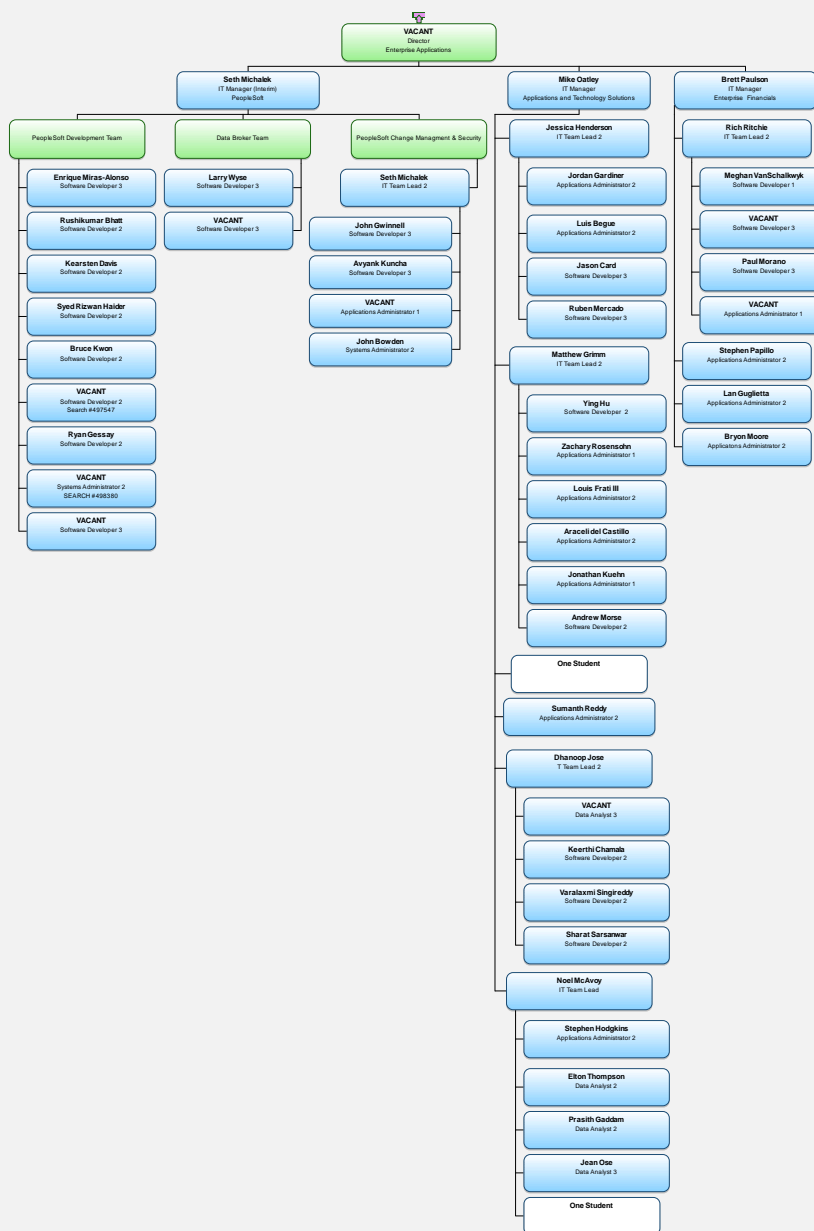 VACANT
Director
Enterprise Applications
Seth Michalek
IT Manager (Interim)
PeopleSoft
Mike Oatley
IT Manager
Applications and Technology Solutions
Brett Paulson
IT Manager
Enterprise Financials
PeopleSoft Development Team
Enrique Miras-Alonso
Software Developer 3
Rushikumar Bhatt
Software Developer 2
Kearsten Davis
Software Developer 2
Syed Rizwan Haider
Software Developer 2
Bruce Kwon
Software Developer 2
VACANT
Software Developer 2
Search #497547
Ryan Gessay
Software Developer 2
VACANT
Systems Administrator 2
SEARCH #498380
VACANT
Software Developer 3
Data Broker Team
Larry Wyse
Software Developer 3
VACANT
Software Developer 3
PeopleSoft Change Managment & Security
Seth Michalek
IT Team Lead 2
John Gwinnell
Software Developer 3
Avyank Kuncha
Software Developer 3
VACANT
Applications Administrator 1
John Bowden
Systems Administrator 2
Jessica Henderson
IT Team Lead 2
Jordan Gardiner
Applications Administrator 2
Luis Begue
Applications Administrator 2
Jason Card
Software Developer 3
Ruben Mercado
Software Developer 3
Matthew Grimm
IT Team Lead 2
Ying Hu
Software Developer 2
Zachary Rosensohn
Applications Administrator 1
Louis Frati III
Applications Administrator 2
Araceli del Castillo
Applications Administrator 2
Jonathan Kuehn
Applications Administrator 1
Andrew Morse
Software Developer 2
One Student
Sumanth Reddy
Applications Administrator 2
Dhanoop Jose
T Team Lead 2
VACANT
Data Analyst 3
Keerthi Chamala
Software Developer 2
Varalaxmi Singireddy
Software Developer 2
Sharat Sarsanwar
Software Developer 2
Noel McAvoy
IT Team Lead
Stephen Hodgkins
Applications Administrator 2
Elton Thompson
Data Analyst 2
Prasith Gaddam
Data Analyst 2
Jean Ose
Data Analyst 3
One Student
Rich Ritchie
IT Team Lead 2
Meghan VanSchalkwyk
Software Developer 1
VACANT
Software Developer 3
Paul Morano
Software Developer 3
VACANT
Applications Administrator 1
Stephen Papillo
Applications Administrator 2
Lan Guglietta
Applications Administrator 2
Bryon Moore
Applicatons Administrator 2